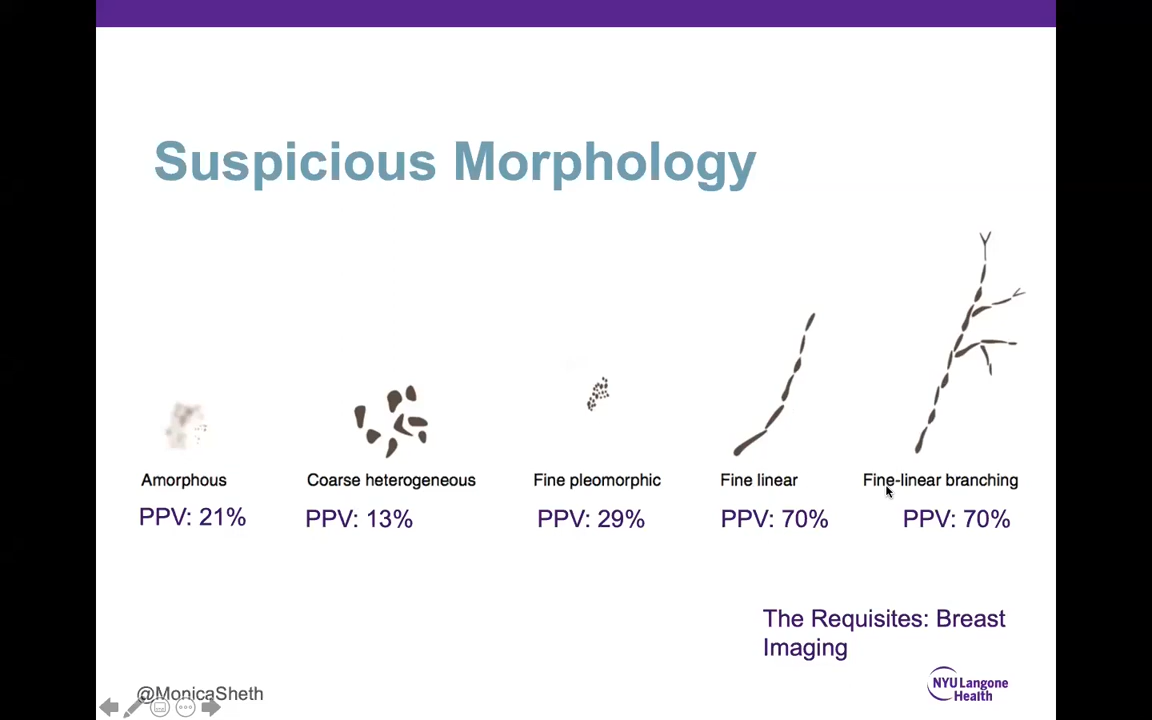 Suspicious Morphology
Amorphous
Coarse heterogeneous
Fine pleomorphic
Fine linear
Fine-linear branching
PPV: 21%
PPV: 13%
PPV: 29%
PPV: 70%
PPV: 70%
The Requisites: Breast
Imaging
@MonicaSheth
NYU Langone
Health